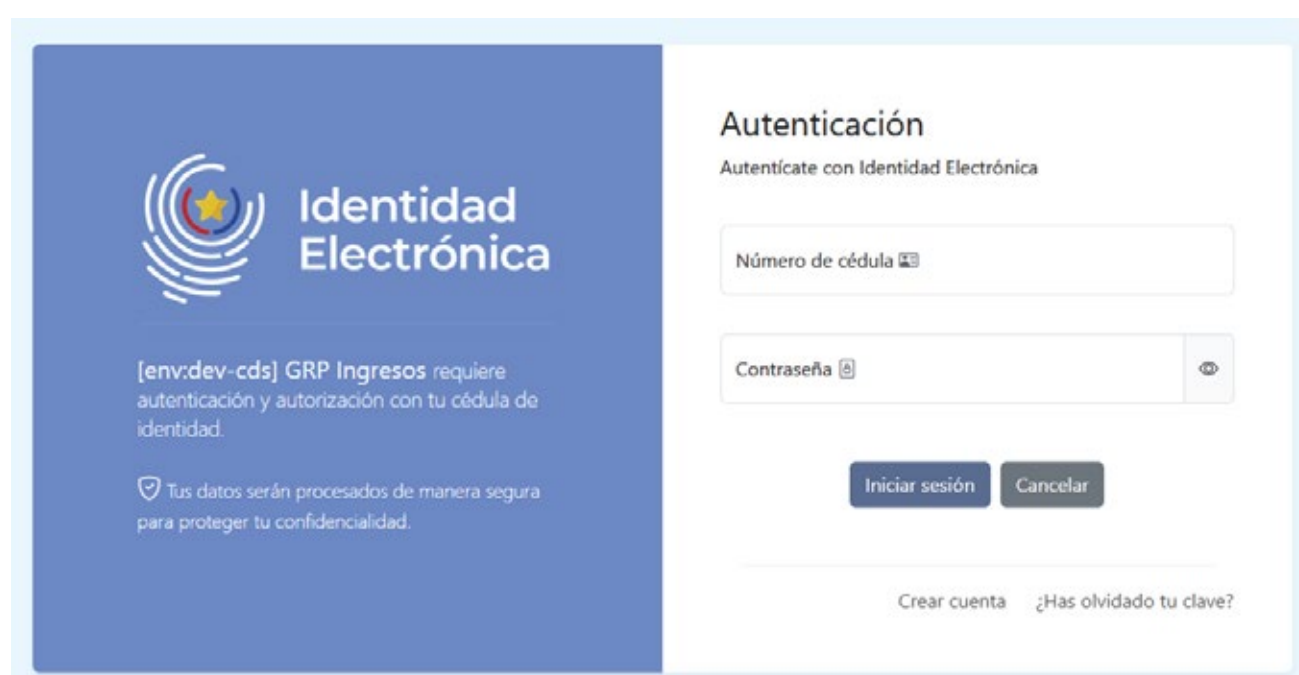 Identidad
Electrónica
[env:dev-cds] GRP Ingresos requiere
autenticación y autorización con tu cédula de
identidad.
Tus datos serán procesados de manera segura
para proteger tu confidencialidad.
Autenticación
Autentícate con Identidad Electrónica
Número de cédula
Contraseña
Iniciar sesión Cancelar
Crear cuenta ¿Has olvidado tu clave?